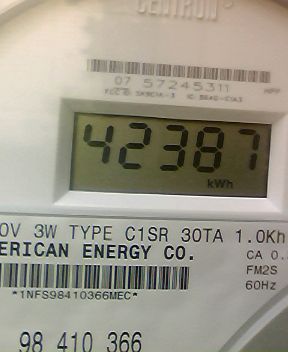 CENTRON
07 57245311
42387
kWh
0V 3W TYPE C1SR 30TA 1.0Kh
ERICAN ENERGY CO.
CA 0.
FM2S
*1NFS98410366MEC*
60Hz
98 410 366